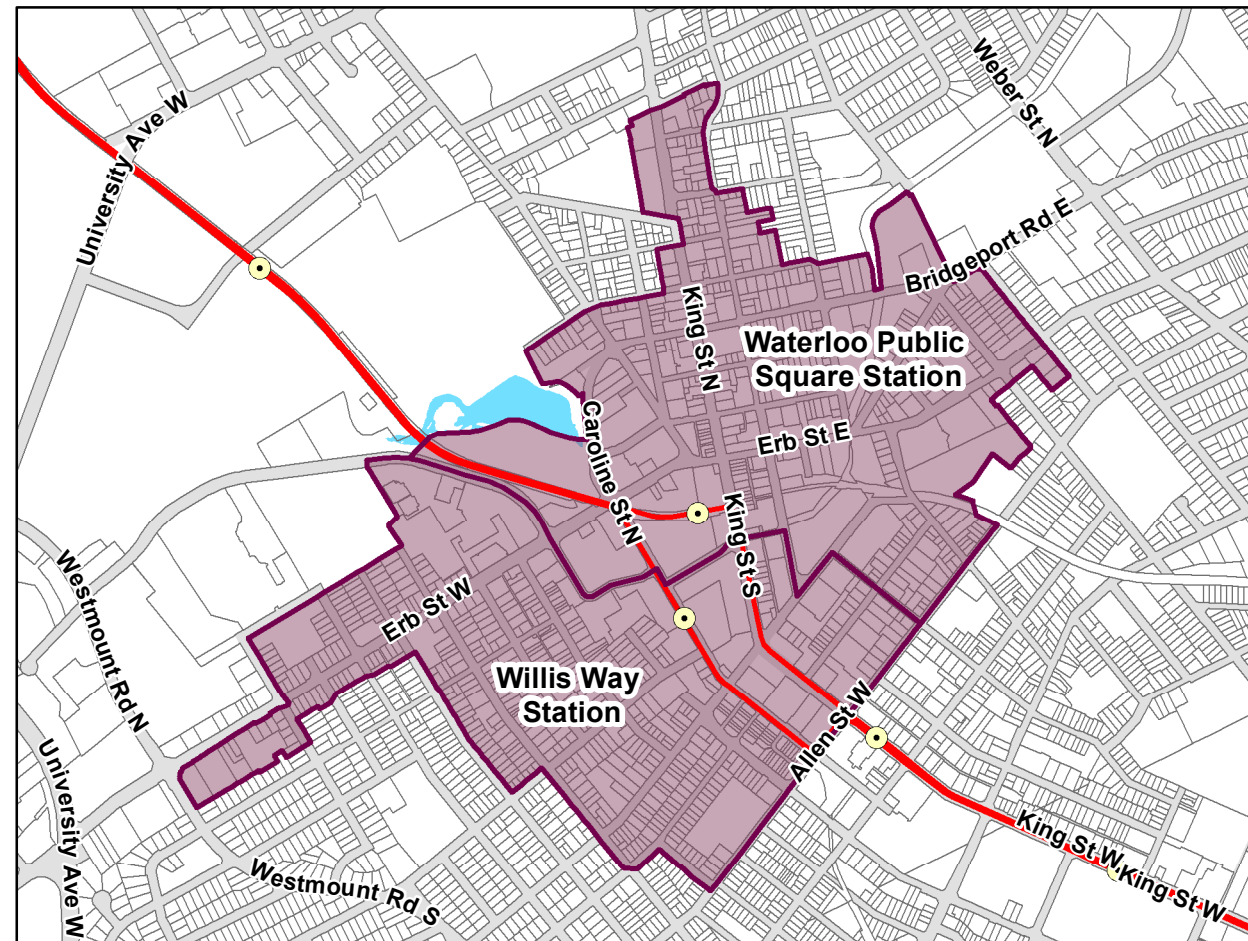 University Ave W
Weber St N
Bridgeport Rd E
King St N
Waterloo Public
Square Station
Caroline St N
Erb St E
King St S
Westmount Rd N
Erb St W
Willis Way
Station
Allen St W
University Ave W
Westmount Rd S
King St W
King St W